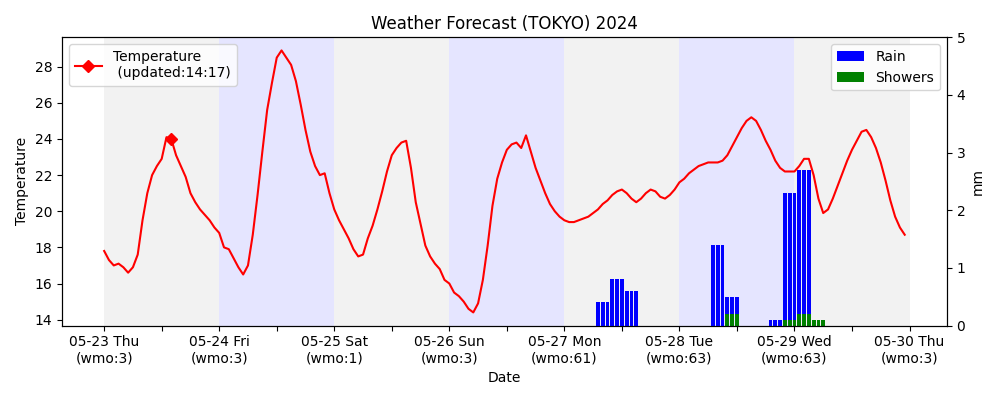 Weather Forecast (TOKYO) 2024
Temperature
(updated:14:17)
Rain
Showers
Temperature
28
26
24
22
20
18
16
14
5
4
3
2
1
0
mm
05-23 Thu
(wmo:3)
05-24 Fri
(wmo:3)
05-25 Sat
(wmo:1)
05-26 Sun
(wmo:3)
05-27 Mon
(wmo:61)
05-28 Tue
(wmo:63)
05-29 Wed
(wmo:63)
05-30 Thu
(wmo:3)
Date